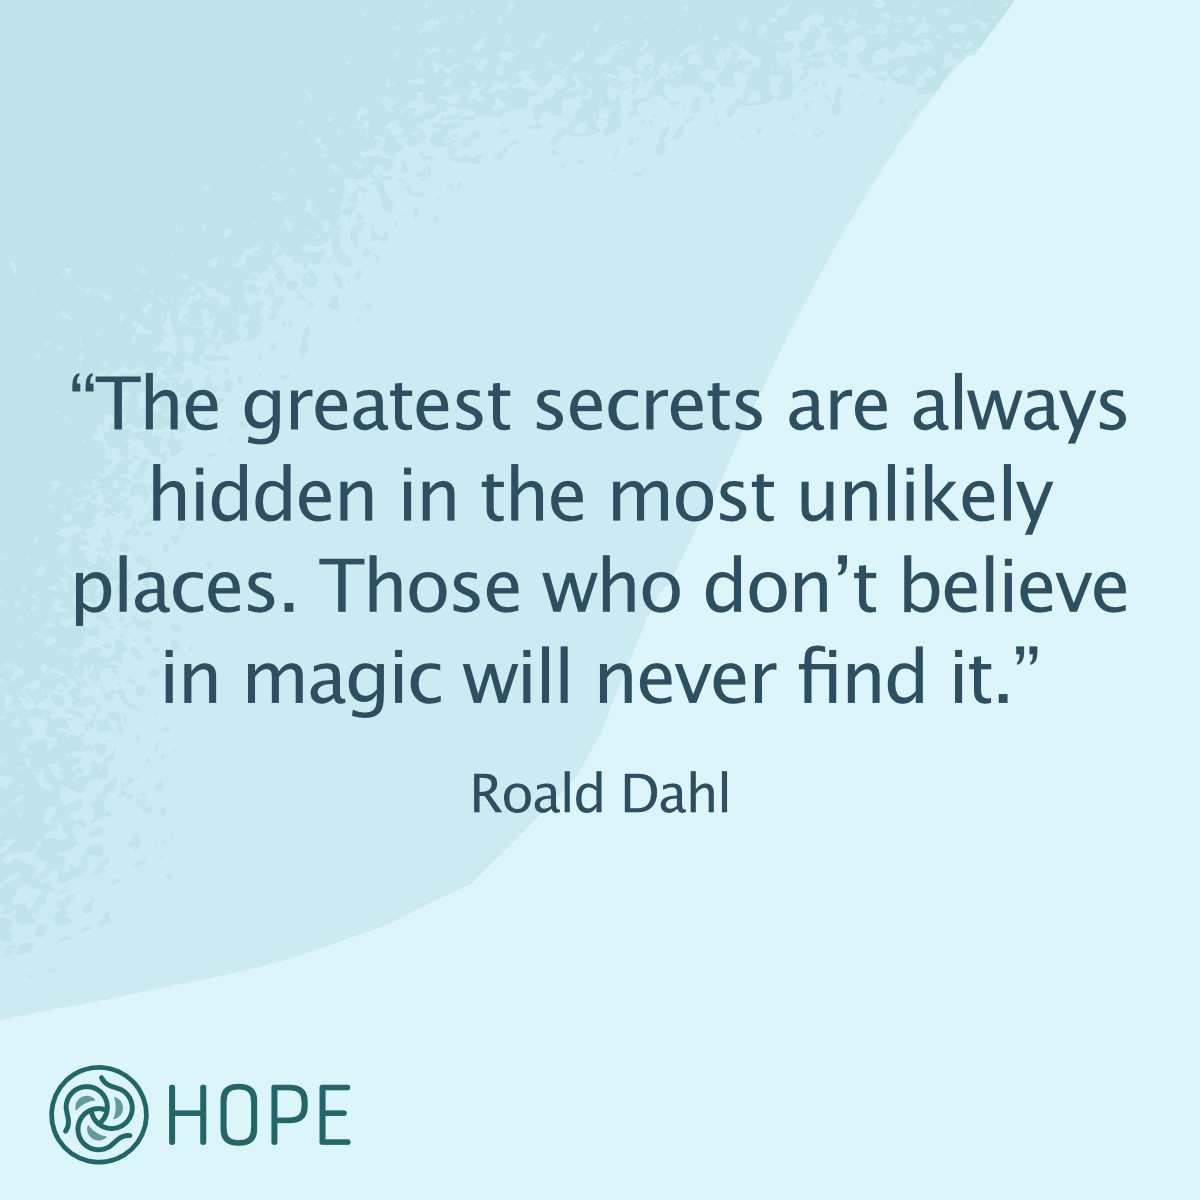 “The greatest secrets are always
hidden in the most unlikely
places. Those who don’t believe
in magic will never find it.”
Roald Dahl
HOPE